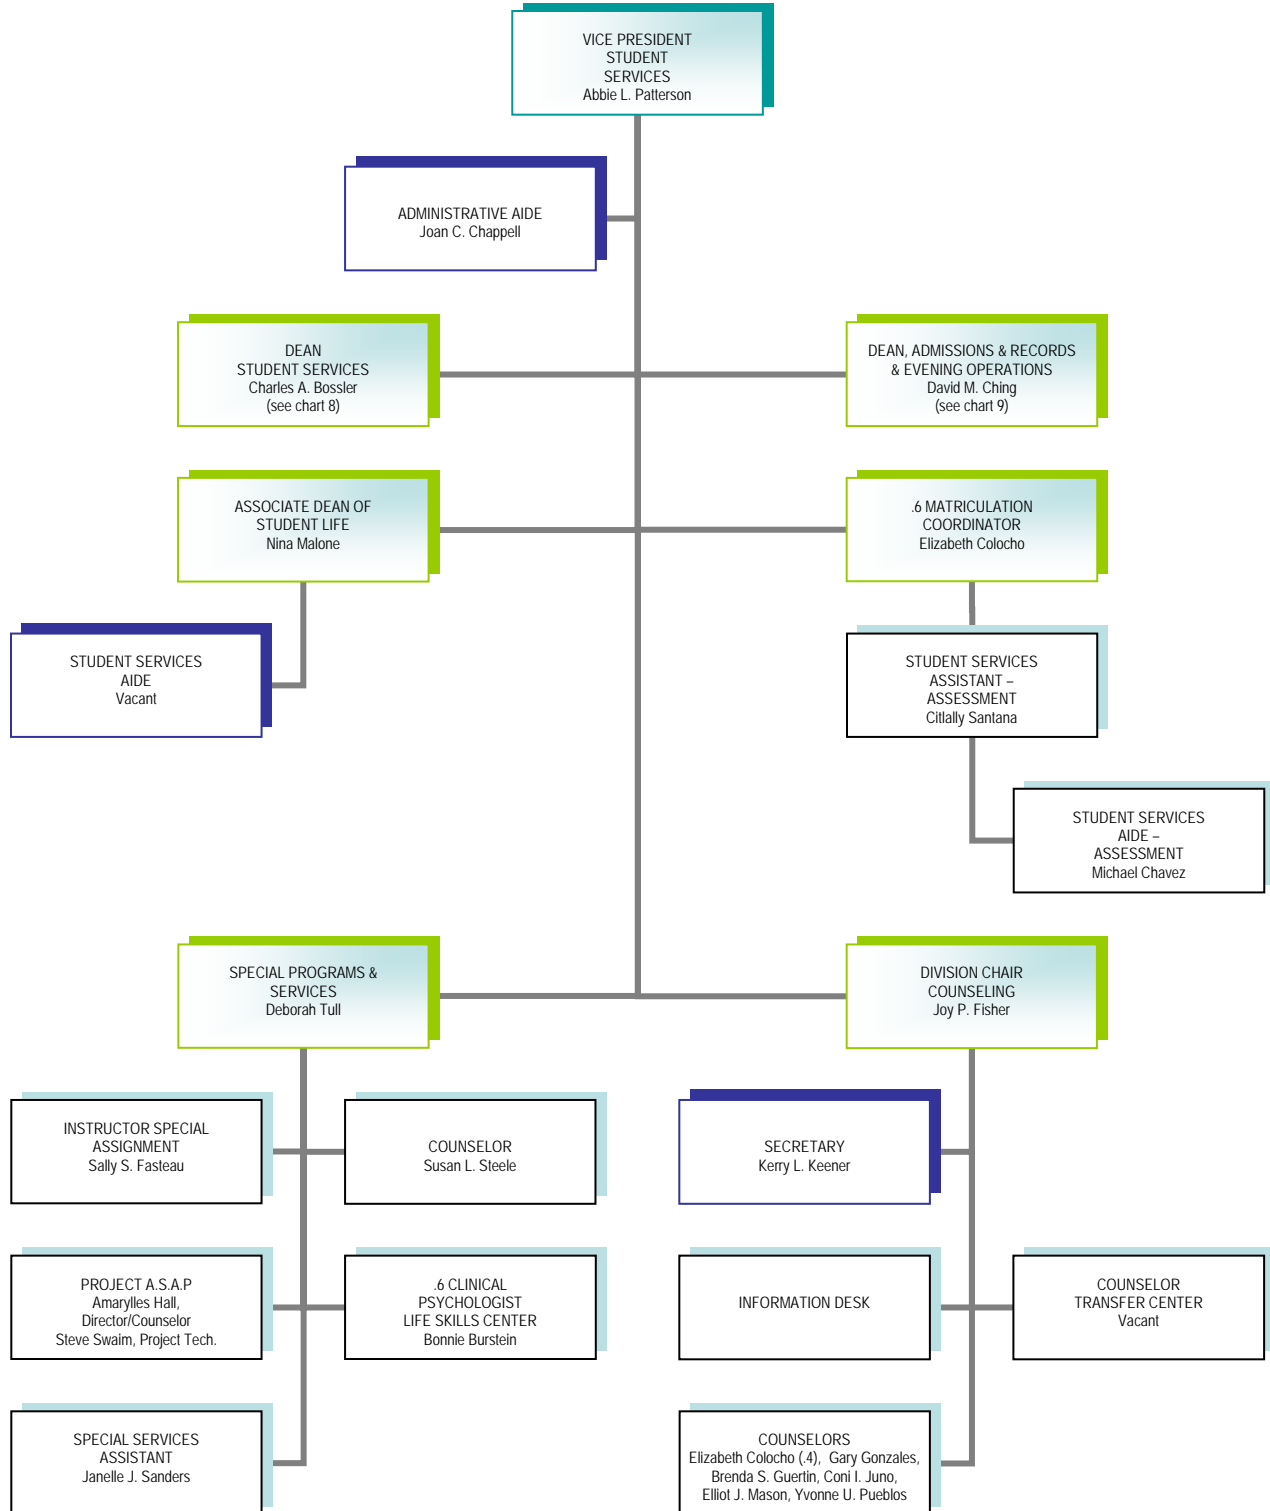 VICE PRESIDENT
STUDENT
SERVICES
Abbie L. Patterson
ADMINISTRATIVE AIDE
Joan C. Chappell
DEAN
STUDENT SERVICES
Charles A. Bossler
(see chart 8)
DEAN, ADMISSIONS & RECORDS
& EVENING OPERATIONS
David M. Ching
(see chart 9)
ASSOCIATE DEAN OF
STUDENT LIFE
Nina Malone
.6 MATRICULATION
COORDINATOR
Elizabeth Colocho
STUDENT SERVICES
AIDE
Vacant
STUDENT SERVICES
ASSISTANT –
ASSESSMENT
Citlally Santana
STUDENT SERVICES
AIDE –
ASSESSMENT
Michael Chavez
SPECIAL PROGRAMS &
SERVICES
Deborah Tull
DIVISION CHAIR
COUNSELING
Joy P. Fisher
INSTRUCTOR SPECIAL
ASSIGNMENT
Sally S. Fasteau
COUNSELOR
Susan L. Steele
SECRETARY
Kerry L. Keener
PROJECT A.S.A.P
Amarylles Hall,
Director/Counselor
Steve Swaim, Project Tech.
.6 CLINICAL
PSYCHOLOGIST
LIFE SKILLS CENTER
Bonnie Burstein
INFORMATION DESK
COUNSELOR
TRANSFER CENTER
Vacant
SPECIAL SERVICES
ASSISTANT
Janelle J. Sanders
COUNSELORS
Elizabeth Colocho (.4), Gary Gonzales,
Brenda S. Guertin, Coni I. Juno,
Elliot J. Mason, Yvonne U. Pueblos